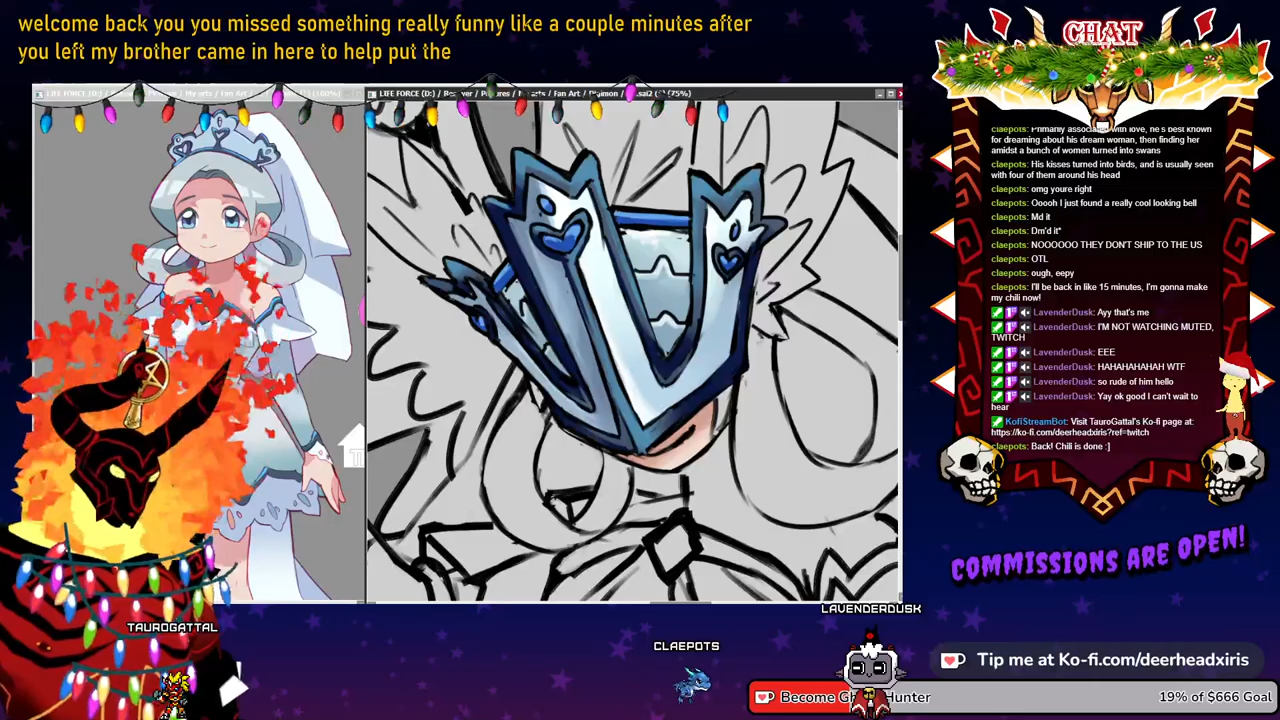 welcome back you you missed something really funny like a couple minutes after
you left my brother came in here to help put the
CHAT
claepots: Primarily associated with love, he's best known
for dreaming about his dream woman, then finding her
amidst a bunch of women turned into swans
claepots: His kisses turned into birds, and is usually seen
with four of them around his head
claepots: omg youre right
claepots: Ooooh I just found a really cool looking bell
claepots: Md it
claepots: Dm'd it*
claepots: NOOOOOO THEY DON'T SHIP TO THE US
claepots: OTL
claepots: ough, eepy
claepots: I'll be back in like 15 minutes, I'm gonna make
my chili now!
LavenderDusk: Ayy that's me
LavenderDusk: I'M NOT WATCHING MUTED,
TWITCH
LavenderDusk: EEE
LavenderDusk: HAHAHAHAHAH WTF
LavenderDusk: so rude of him hello
LavenderDusk: Yay ok good I can't wait to
hear
KofiStreamBot: Visit TauroGattal's Ko-fi page at:
https://ko-fi.com/deerheadxiris?ref=twitch
claepots: Back! Chili is done :]
COMMISSIONS ARE OPEN!
TAUROGATTAL
CLAEPOTS
LAVENDERDUSK
Tip me at Ko-fi.com/deerheadxiris
Become Hunter
19% of $666 Goal